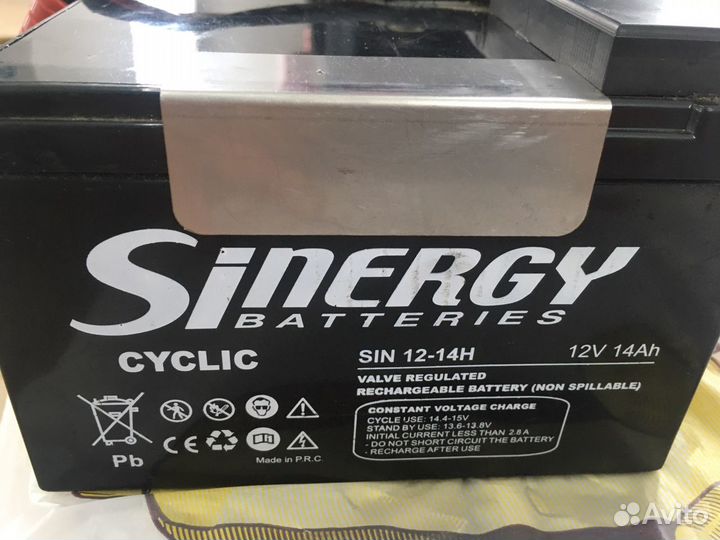 SINERGY
BATTERIES
CYCLIC
SIN 12-14H 12V 14Ah
VALVE REGULATED
RECHARGEABLE BATTERY (NON SPILLABLE)
CONSTANT VOLTAGE CHARGE
CYCLE USE: 14.4-15V
STAND BY USE: 13.6-13.8V
INITIAL CURRENT LESS THAN 2.8 A
- DO NOT SHORT CIRCUIT THE BATTERY
- RECHARGE AFTER USE
Pb
CE
Made in P.R.C.
Avito